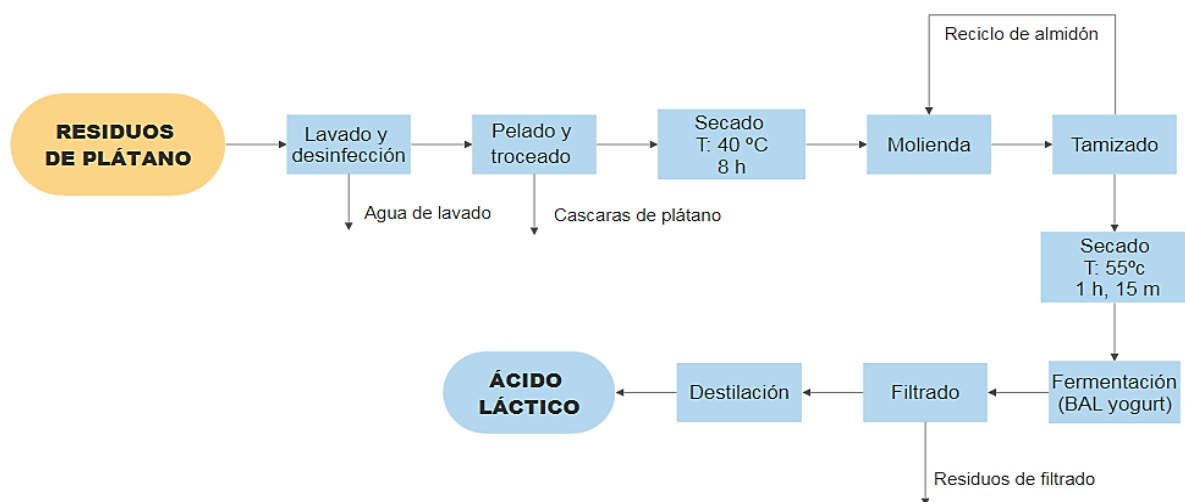 Reciclo de almidón
RESIDUOS
DE PLÁTANO
Lavado y
desinfección
Pelado y
troceado
Secado
T: 40 ºC
8 h
Molienda
Tamizado
Agua de lavado
Cascaras de plátano
Secado
T: 55ºc
1 h, 15 m
ÁCIDO
LÁCTICO
Destilación
Filtrado
Fermentación
(BAL yogurt)
Residuos de filtrado